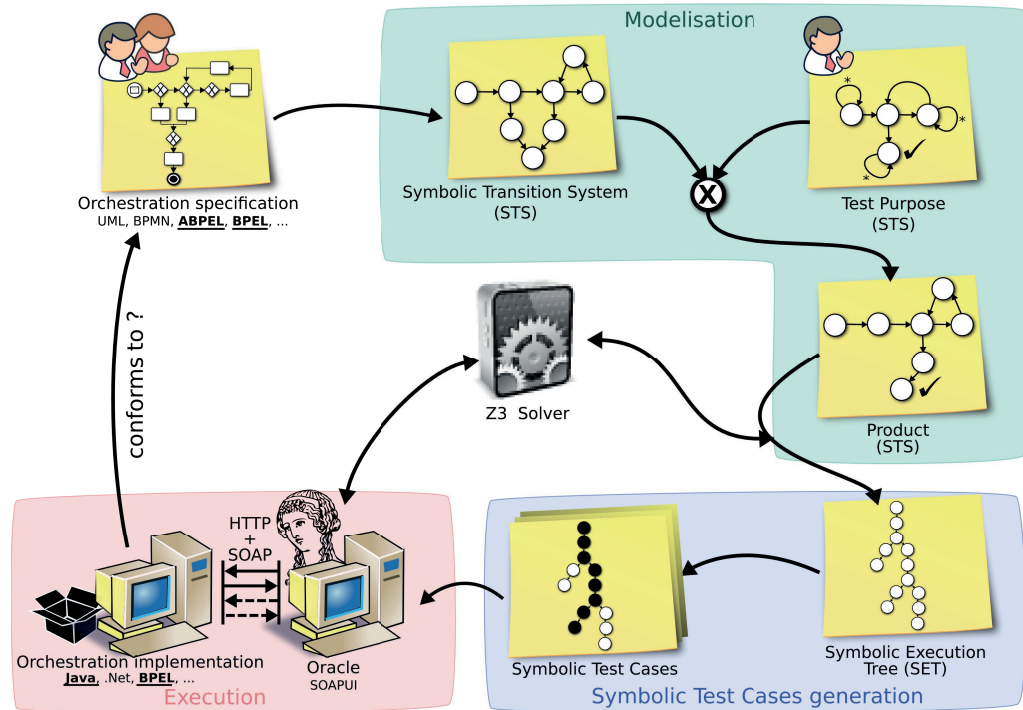 Modelisation
*
*
*
Orchestration specification
UML, BPMN, ABPEL, BPEL, ...
Symbolic Transition System
(STS)
X
Test Purpose
(STS)
conforms to ?
Z3 Solver
Product
(STS)
HTTP
+
SOAP
Orchestration implementation
Java, .Net, BPEL, ...
Oracle
SOAPUI
Execution
Symbolic Test Cases
Symbolic Execution
Tree (SET)
Symbolic Test Cases generation